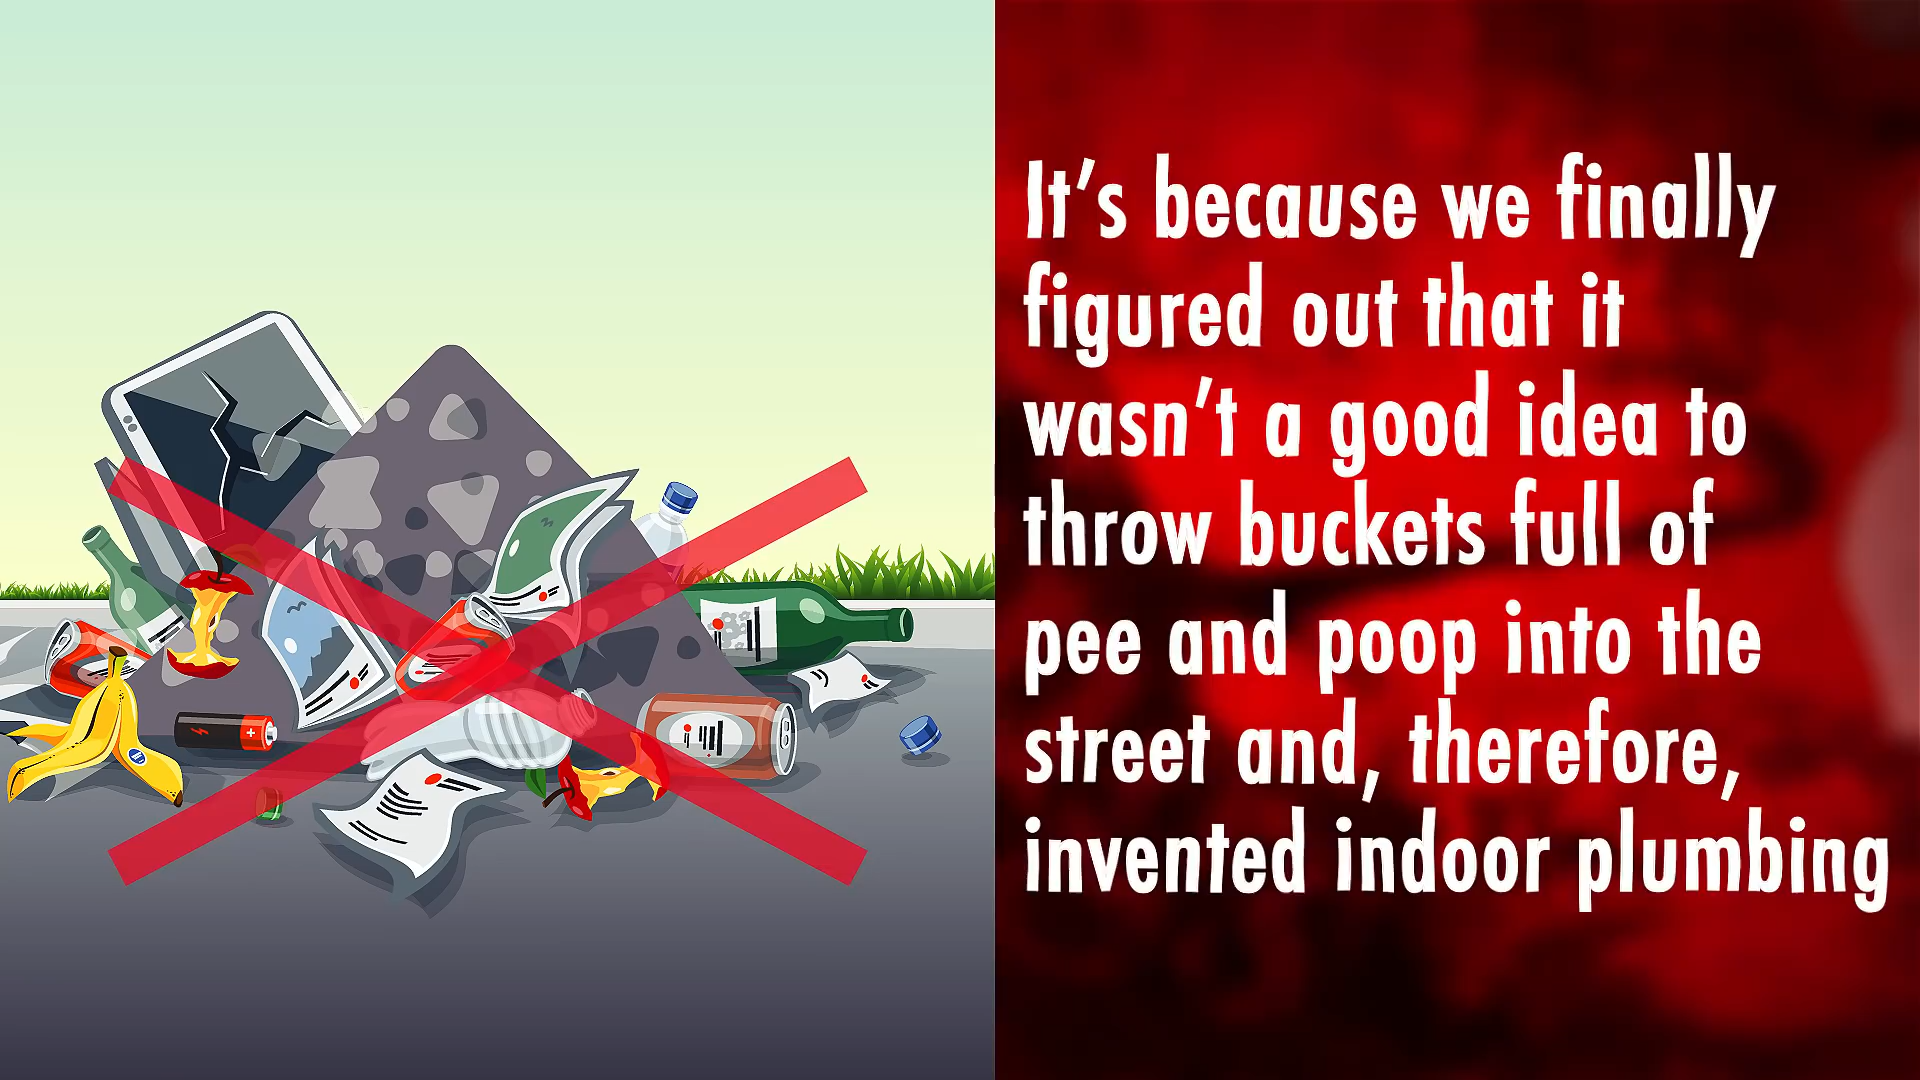 It's because we finally
figured out that it
wasn't a good idea to
throw buckets full of
pee and poop into the
street and, therefore,
invented indoor plumbing